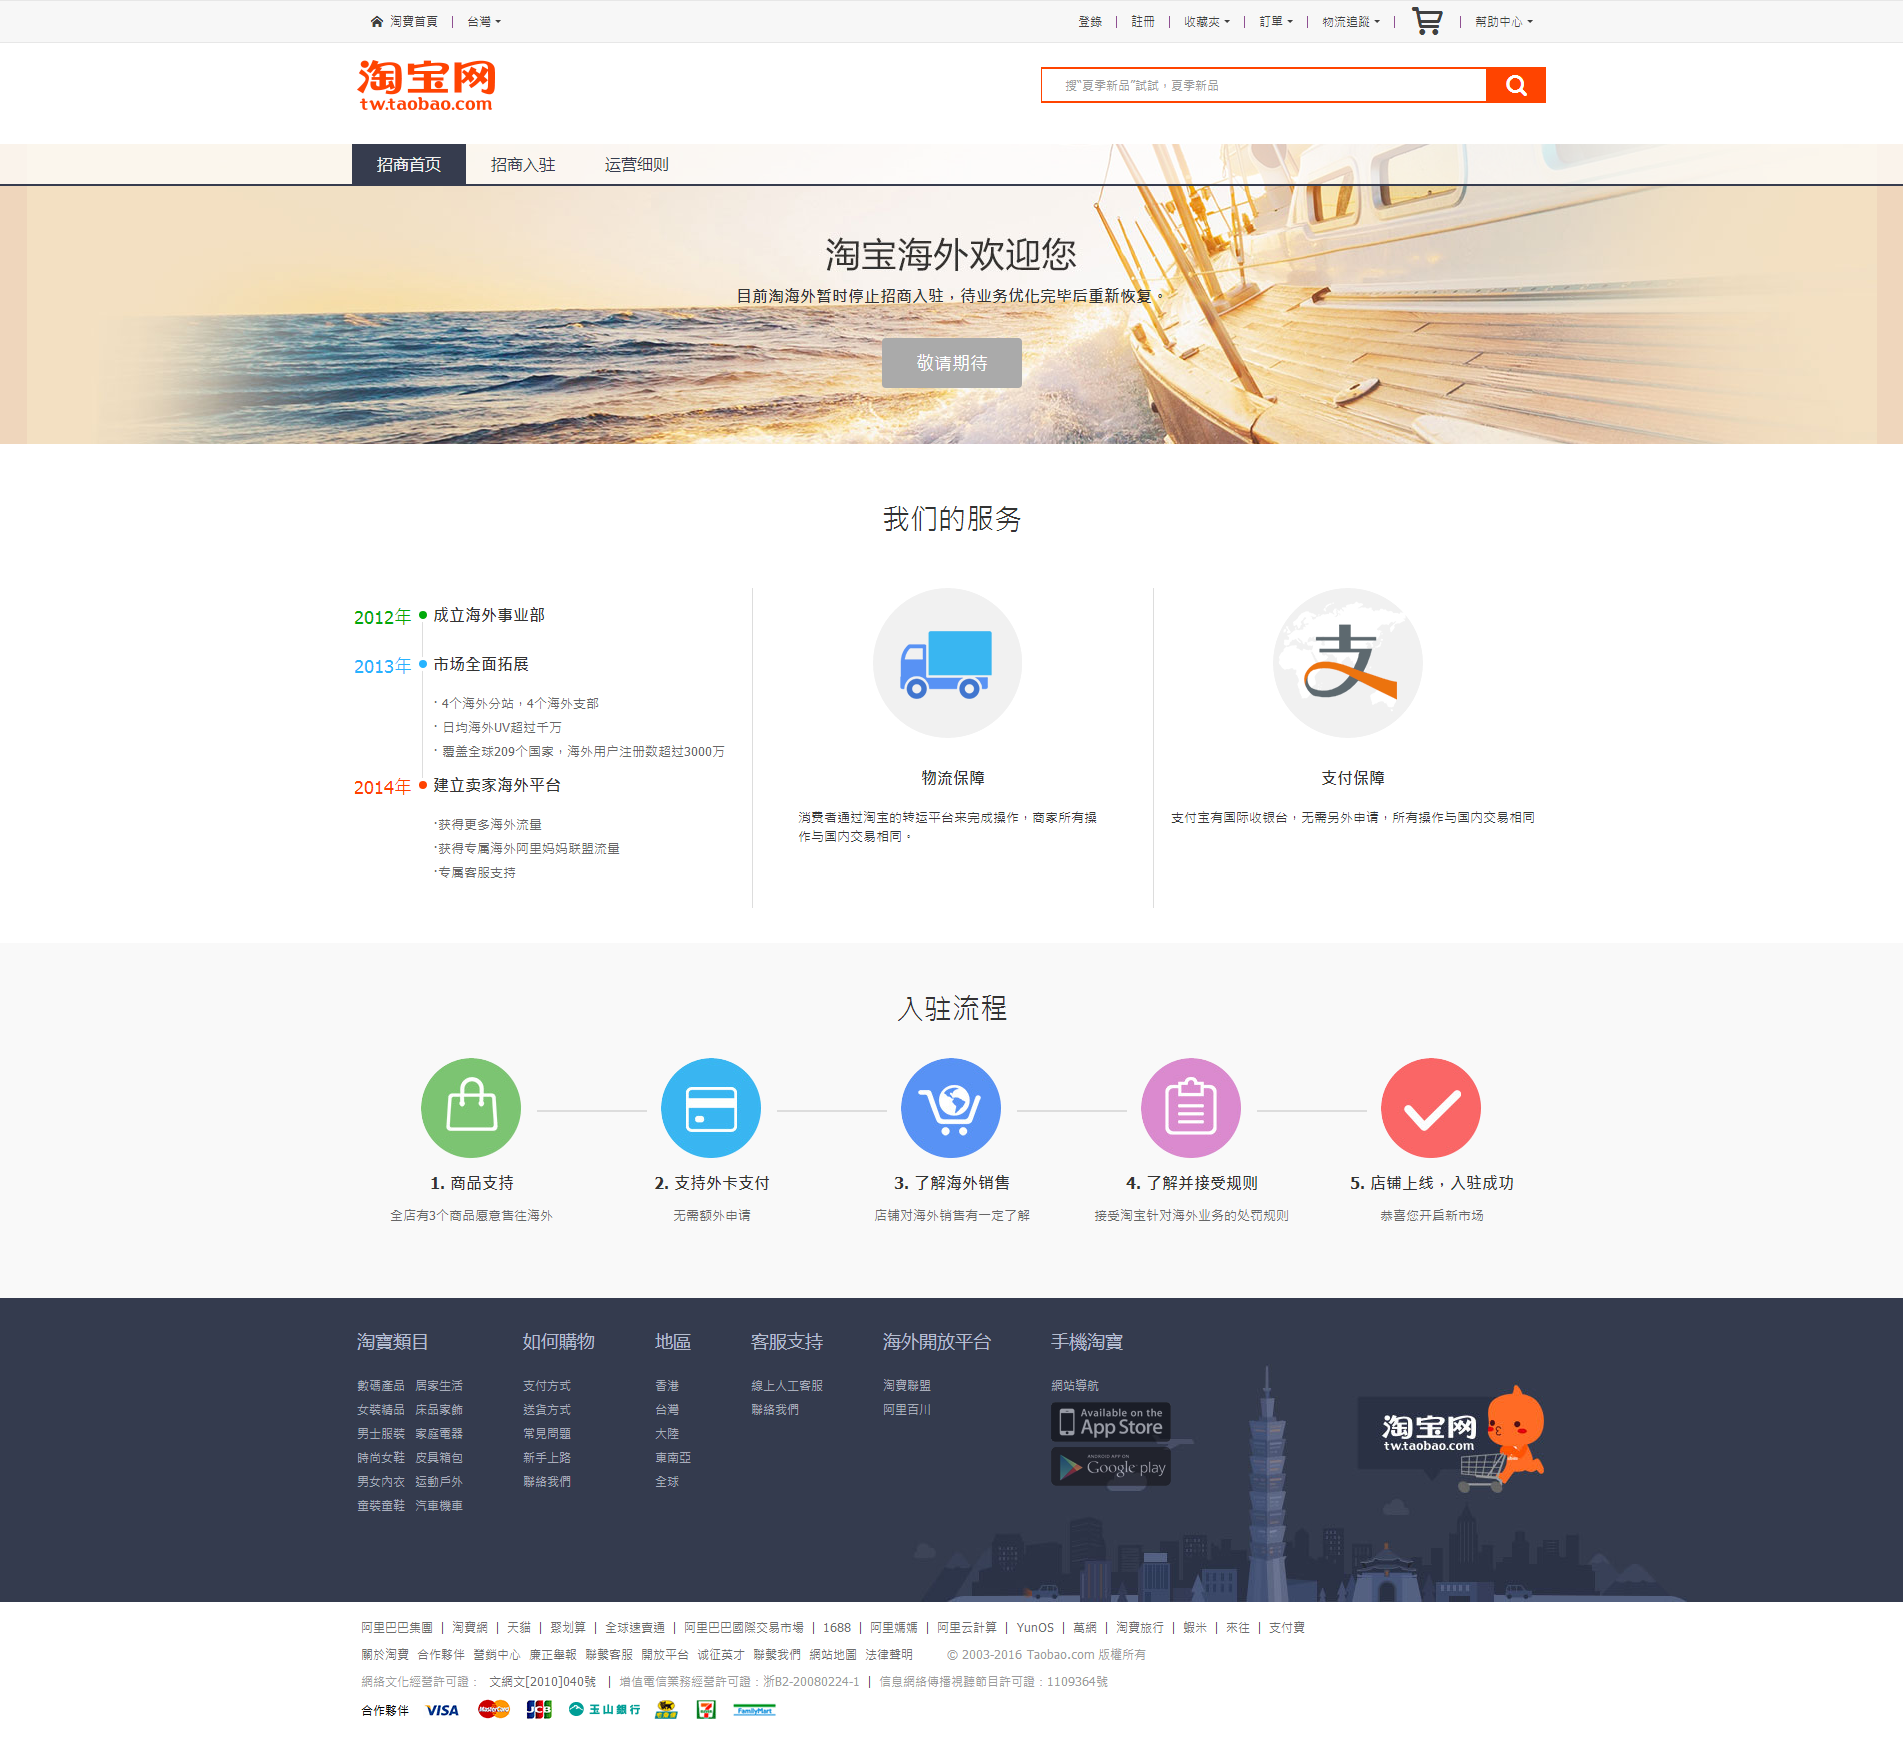 淘寶首頁 | 台灣
登錄 | 註冊 | 收藏夾 | 訂單 | 物流追蹤 | | 幫助中心
淘宝网
tw.taobao.com
搜“夏季新品”試試，夏季新品
招商首页 招商入驻 运营细则
淘宝海外欢迎您
目前淘海外暂时停止招商入驻，待业务优化完毕后重新恢复。
敬请期待
我们的服务
2012年 成立海外事业部
2013年 市场全面拓展
· 4个海外分站，4个海外支部
· 日均海外UV超过千万
· 覆盖全球209个国家，海外用户注册数超过3000万
2014年 建立卖家海外平台
·获得更多海外流量
·获得专属海外阿里妈妈联盟流量
·专属客服支持
物流保障
消费者通过淘宝的转运平台来完成操作，商家所有操
作与国内交易相同。
支
支付保障
支付宝有国际收银台，无需另外申请，所有操作与国内交易相同
入驻流程
1. 商品支持
全店有3个商品愿意售往海外
2. 支持外卡支付
无需额外申请
3. 了解海外销售
店铺对海外销售有一定了解
4. 了解并接受规则
接受淘宝针对海外业务的处罚规则
5. 店铺上线，入驻成功
恭喜您开启新市场
淘寶類目
數碼產品 居家生活
女裝精品 床品家飾
男士服裝 家庭電器
時尚女鞋 皮具箱包
男女內衣 運動戶外
童裝童鞋 汽車機車
如何購物
支付方式
送貨方式
常見問題
新手上路
聯絡我們
地區
香港
台灣
大陸
東南亞
全球
客服支持
線上人工客服
聯絡我們
海外開放平台
淘寶聯盟
阿里百川
手機淘寶
網站導航
Available on the
App Store
ANDROID APP ON
Google play
淘宝网
tw.taobao.com
阿里巴巴集團 | 淘寶網 | 天貓 | 聚划算 | 全球速賣通 | 阿里巴巴國際交易市場 | 1688 | 阿里媽媽 | 阿里云計算 | YunOS | 萬網 | 淘寶旅行 | 蝦米 | 來往 | 支付寶
關於淘寶 合作夥伴 營銷中心 廉正舉報 聯繫客服 開放平台 诚征英才 聯繫我們 網站地圖 法律聲明 © 2003-2016 Taobao.com 版權所有
網絡文化經營許可證： 文網文[2010]040號 | 增值電信業務經營許可證：浙B2-20080224-1 | 信息網絡傳播視聽節目許可證：1109364號
合作夥伴 VISA MasterCard JCB 玉山銀行 FamilyMart